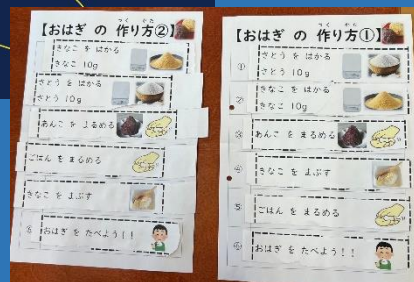 【おはぎ の 作り方②】
つく かた
きなこ を はかる
きなこ 10g
さとう を はかる
さとう 10g
あんこ を まるめる
ごはん を まるめる
きなこ を まぶす
⑥ おはぎ を たべよう!!
【おはぎ の 作り方①】
つく かた
① さとう を はかる
さとう 10g
② きなこ を はかる
きなこ 10g
③ あんこ を まるめる
④ きなこ を まぶす
⑤ ごはん を まるめる
⑥ おはぎ を たべよう!!